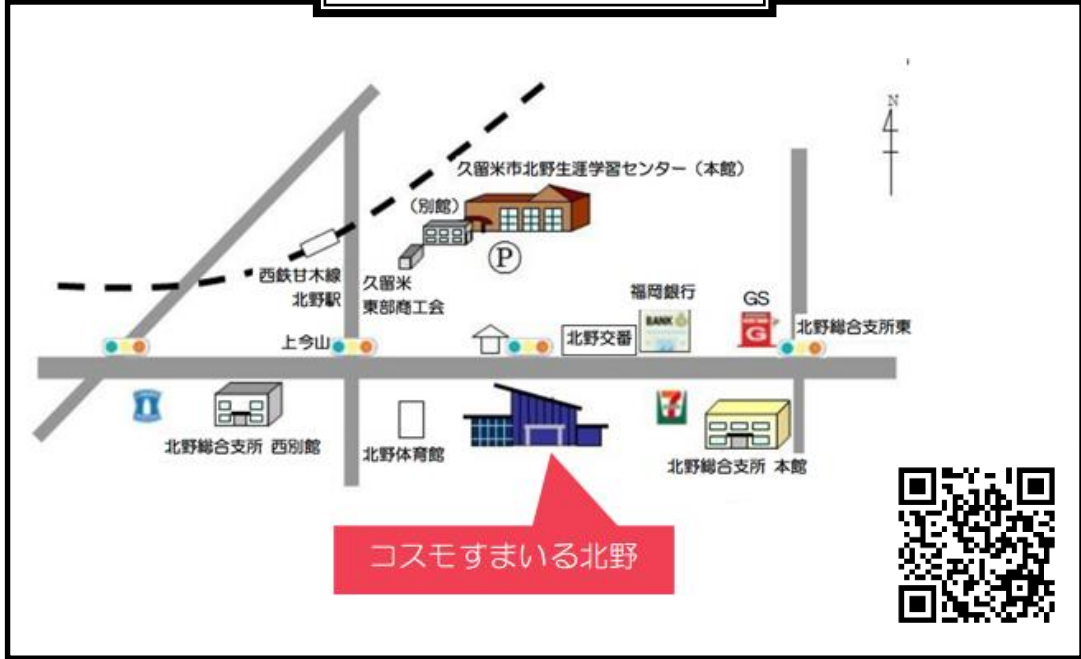 N
久留米市北野生涯学習センター（本館）
（別館）
P
西鉄甘木線
北野駅
久留米
東部商工会
福岡銀行
BANK
GS
G
北野総合支所東
上今山
北野交番
7
北野総合支所 西別館
北野体育館
北野総合支所 本館
コスモすまいる北野